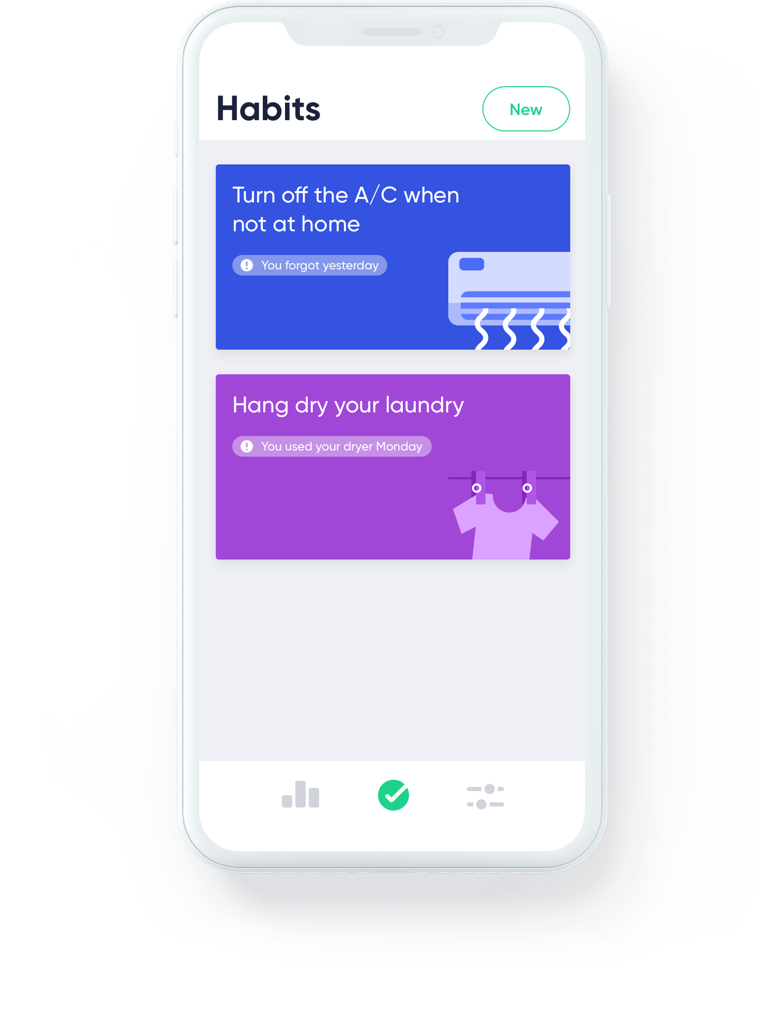 Habits
New
Turn off the A/C when
not at home
You forgot yesterday
Hang dry your laundry
You used your dryer Monday